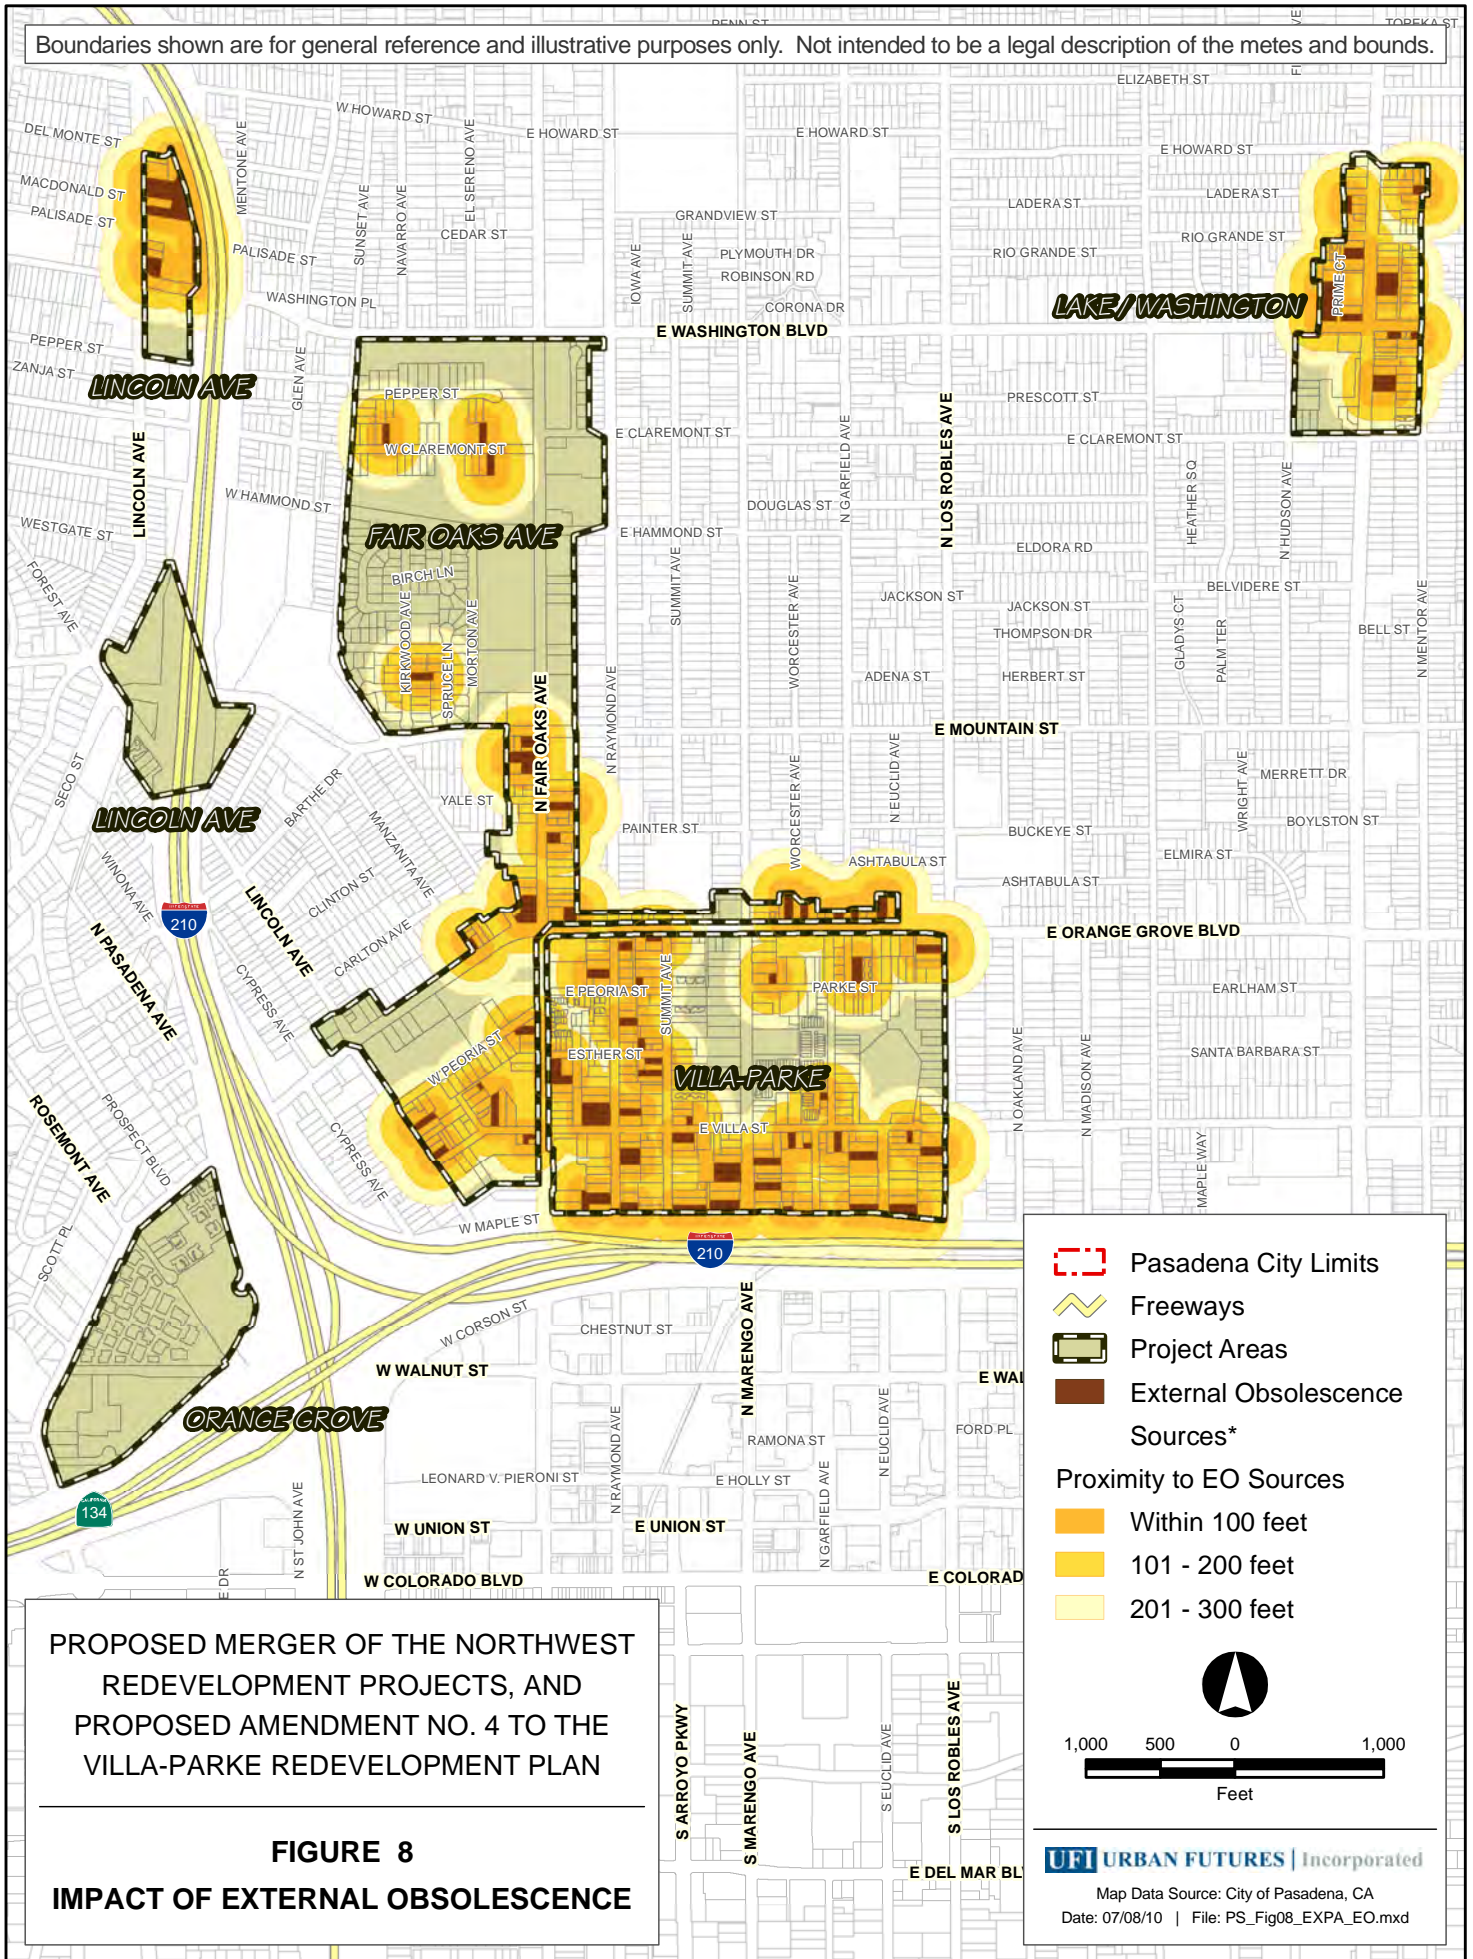 PENN ST
TOPEKA ST
Boundaries shown are for general reference and illustrative purposes only. Not intended to be a legal description of the metes and bounds.
ELIZABETH ST
W HOWARD ST
E HOWARD ST
E HOWARD ST
E HOWARD ST
DEL MONTE ST
MENTONE AVE
MACDONALD ST
PALISADE ST
SUNSET AVE
NAVARRO AVE
EL SERENO AVE
CEDAR ST
PALISADE ST
WASHINGTON PL
GRANDVIEW ST
PLYMOUTH DR
ROBINSON RD
CORONA DR
IOWA AVE
SUMMIT AVE
LADERA ST
LADERA ST
RIO GRANDE ST
RIO GRANDE ST
PRIME CT
LAKE/WASHINGTON
E WASHINGTON BLVD
PEPPER ST
ZANJA ST
LINCOLN AVE
GLEN AVE
PEPPER ST
W CLAREMONT ST
E CLAREMONT ST
PRESCOTT ST
E CLAREMONT ST
LINCOLN AVE
W HAMMOND ST
WESTGATE ST
FOREST AVE
FAIR OAKS AVE
E HAMMOND ST
DOUGLAS ST
N GARFIELD AVE
N LOS ROBLES AVE
ELDORA RD
HEATHER SQ
N HUDSON AVE
BIRCH LN
KIRKWOOD AVE
SPRUCE LN
MORTON AVE
SUMMIT AVE
WORCESTER AVE
JACKSON ST
JACKSON ST
THOMPSON DR
BELVIDERE ST
BELL ST
GLADYS CT
PALM TER
N MENTOR AVE
ADENA ST
HERBERT ST
N FAIR OAKS AVE
N RAYMOND AVE
E MOUNTAIN ST
SECO ST
LINCOLN AVE
BARTHE DR
YALE ST
MANZANITA AVE
PAINTER ST
WORCESTER AVE
N EUCLID AVE
ASHTABULA ST
BUCKEYE ST
MERRETT DR
WRIGHT AVE
BOYLSTON ST
ELMIRA ST
ASHTABULA ST
WINONA AVE
CLINTON ST
LINCOLN AVE
CARLTON AVE
INTERSTATE
210
N PASADENA AVE
CYPRESS AVE
E ORANGE GROVE BLVD
E PEORIA ST
SUMMIT AVE
PARKE ST
EARLHAM ST
W PEORIA ST
ESTHER ST
VILLA-PARKE
N OAKLAND AVE
N MADISON AVE
SANTA BARBARA ST
ROSEMONT AVE
PROSPECT BLVD
CYPRESS AVE
E VILLA ST
MAPLE WAY
SCOTT PL
W MAPLE ST
INTERSTATE
210
W CORSON ST
CHESTNUT ST
W WALNUT ST
N MARENGO AVE
E WAL
ORANGE GROVE
N RAYMOND AVE
RAMONA ST
N EUCLID AVE
FORD PL
LEONARD V. PIERONI ST
E HOLLY ST
CALIFORNIA
134
N ST JOHN AVE
W UNION ST
E UNION ST
N GARFIELD AVE
E DR
W COLORADO BLVD
E COLORAD
S ARROYO PKWY
S MARENGO AVE
S EUCLID AVE
S LOS ROBLES AVE
E DEL MAR BL
Pasadena City Limits
Freeways
Project Areas
External Obsolescence
Sources*
Proximity to EO Sources
Within 100 feet
101 - 200 feet
201 - 300 feet
1,000 500 0 1,000
Feet
UFI URBAN FUTURES | Incorporated
Map Data Source: City of Pasadena, CA
Date: 07/08/10 | File: PS_Fig08_EXPA_EO.mxd
PROPOSED MERGER OF THE NORTHWEST
REDEVELOPMENT PROJECTS, AND
PROPOSED AMENDMENT NO. 4 TO THE
VILLA-PARKE REDEVELOPMENT PLAN
FIGURE 8
IMPACT OF EXTERNAL OBSOLESCENCE